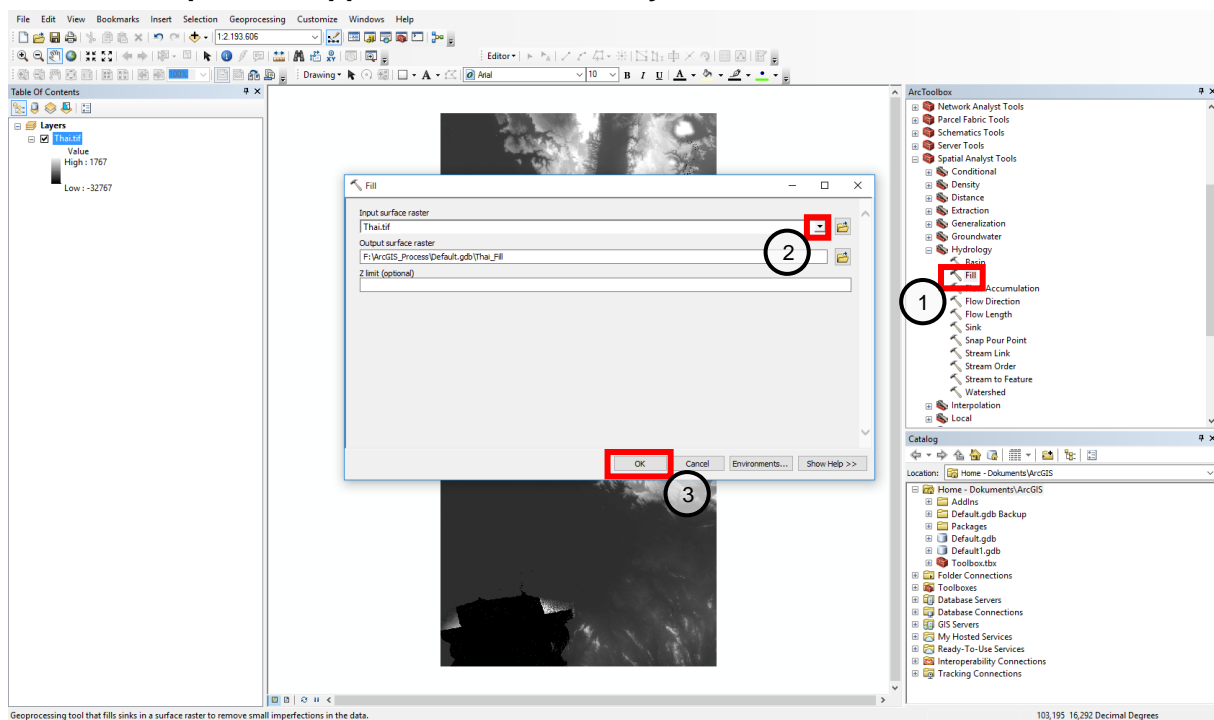 File Edit View Bookmarks Insert Selection Geoprocessing Customize Windows Help
1:2.193.606
Editor
100%
Drawing Arial 10 B I U A
Table Of Contents
Layers
Thai.tif
Value
High : 1767
Low : -32767
Fill
Input surface raster
Thai.tif
2
Output surface raster
F:\ArcGIS_Process\Default.gdb\Thai_Fill
Z limit (optional)
OK Cancel Environments... Show Help >>
3
ArcToolbox
Network Analyst Tools
Parcel Fabric Tools
Schematics Tools
Server Tools
Spatial Analyst Tools
Conditional
Density
Distance
Extraction
Generalization
Groundwater
Hydrology
Basin
Fill
Accumulation
1
Flow Direction
Flow Length
Sink
Snap Pour Point
Stream Link
Stream Order
Stream to Feature
Watershed
Interpolation
Local
Catalog
Location: Home - Dokuments\ArcGIS
Home - Dokuments\ArcGIS
AddIns
Default.gdb Backup
Packages
Default.gdb
Default1.gdb
Toolbox.tbx
Folder Connections
Toolboxes
Database Servers
Database Connections
GIS Servers
My Hosted Services
Ready-To-Use Services
Interoperability Connections
Tracking Connections
Geoprocessing tool that fills sinks in a surface raster to remove small imperfections in the data.
103,195 16,292 Decimal Degrees